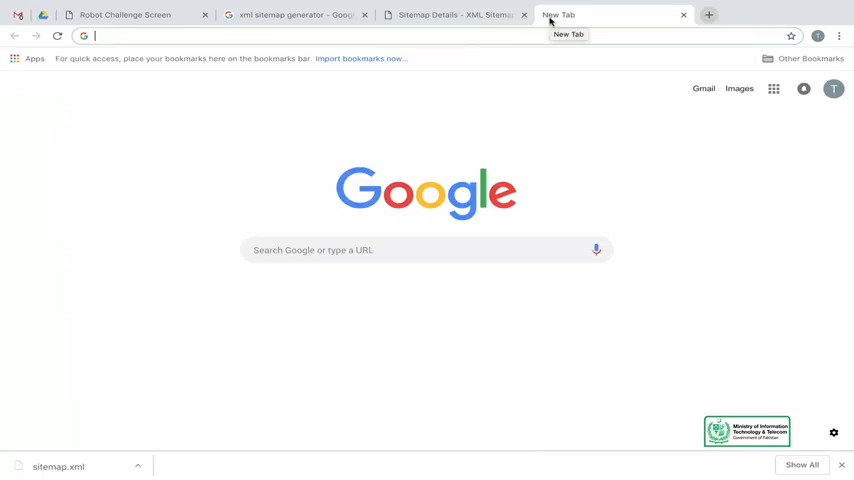 Robot Challenge Screen
xml sitemap generator - Goog
Sitemap Details - XML Sitema
New Tab
New Tab
Apps
For quick access, place your bookmarks here on the bookmarks bar. Import bookmarks now...
Other Bookmarks
T
Gmail
Images
T
Google
Search Google or type a URL
Ministry of Information
Technology & Telecom
Government of Pakistan
sitemap.xml
Show All